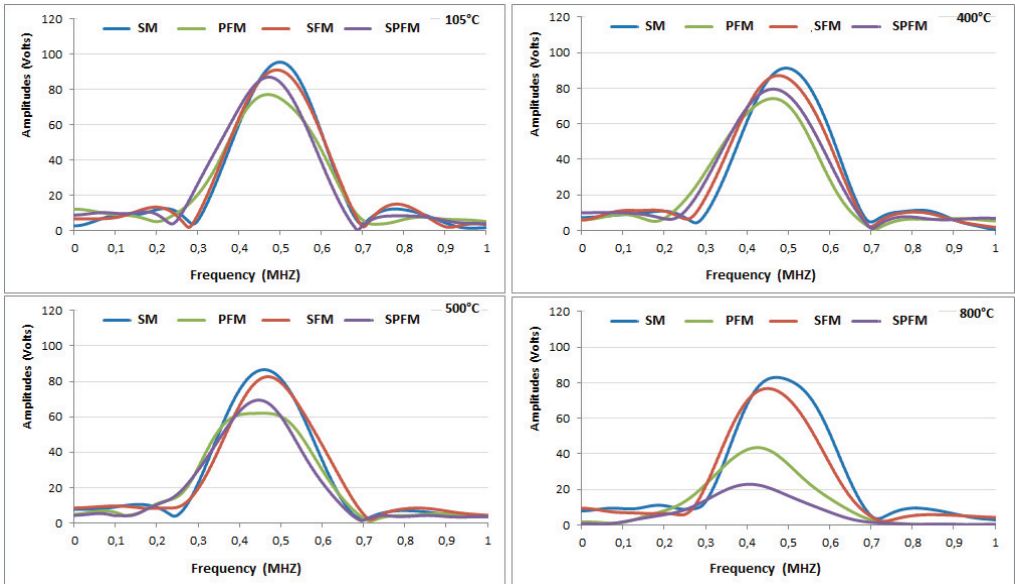 105°C
SM PFM SFM SPFM
Amplitudes (Volts)
120
100
80
60
40
20
0
0 0,1 0,2 0,3 0,4 0,5 0,6 0,7 0,8 0,9 1
Frequency (MHZ)
400°C
SM PFM SFM SPFM
Amplitudes (Volts)
120
100
80
60
40
20
0
0 0,1 0,2 0,3 0,4 0,5 0,6 0,7 0,8 0,9 1
Frequency (MHZ)
500°C
SM PFM SFM SPFM
Amplitudes (Volts)
120
100
80
60
40
20
0
0 0,1 0,2 0,3 0,4 0,5 0,6 0,7 0,8 0,9 1
Frequency (MHZ)
800°C
SM PFM SFM SPFM
Amplitudes (Volts)
120
100
80
60
40
20
0
0 0,1 0,2 0,3 0,4 0,5 0,6 0,7 0,8 0,9 1
Frequency (MHZ)